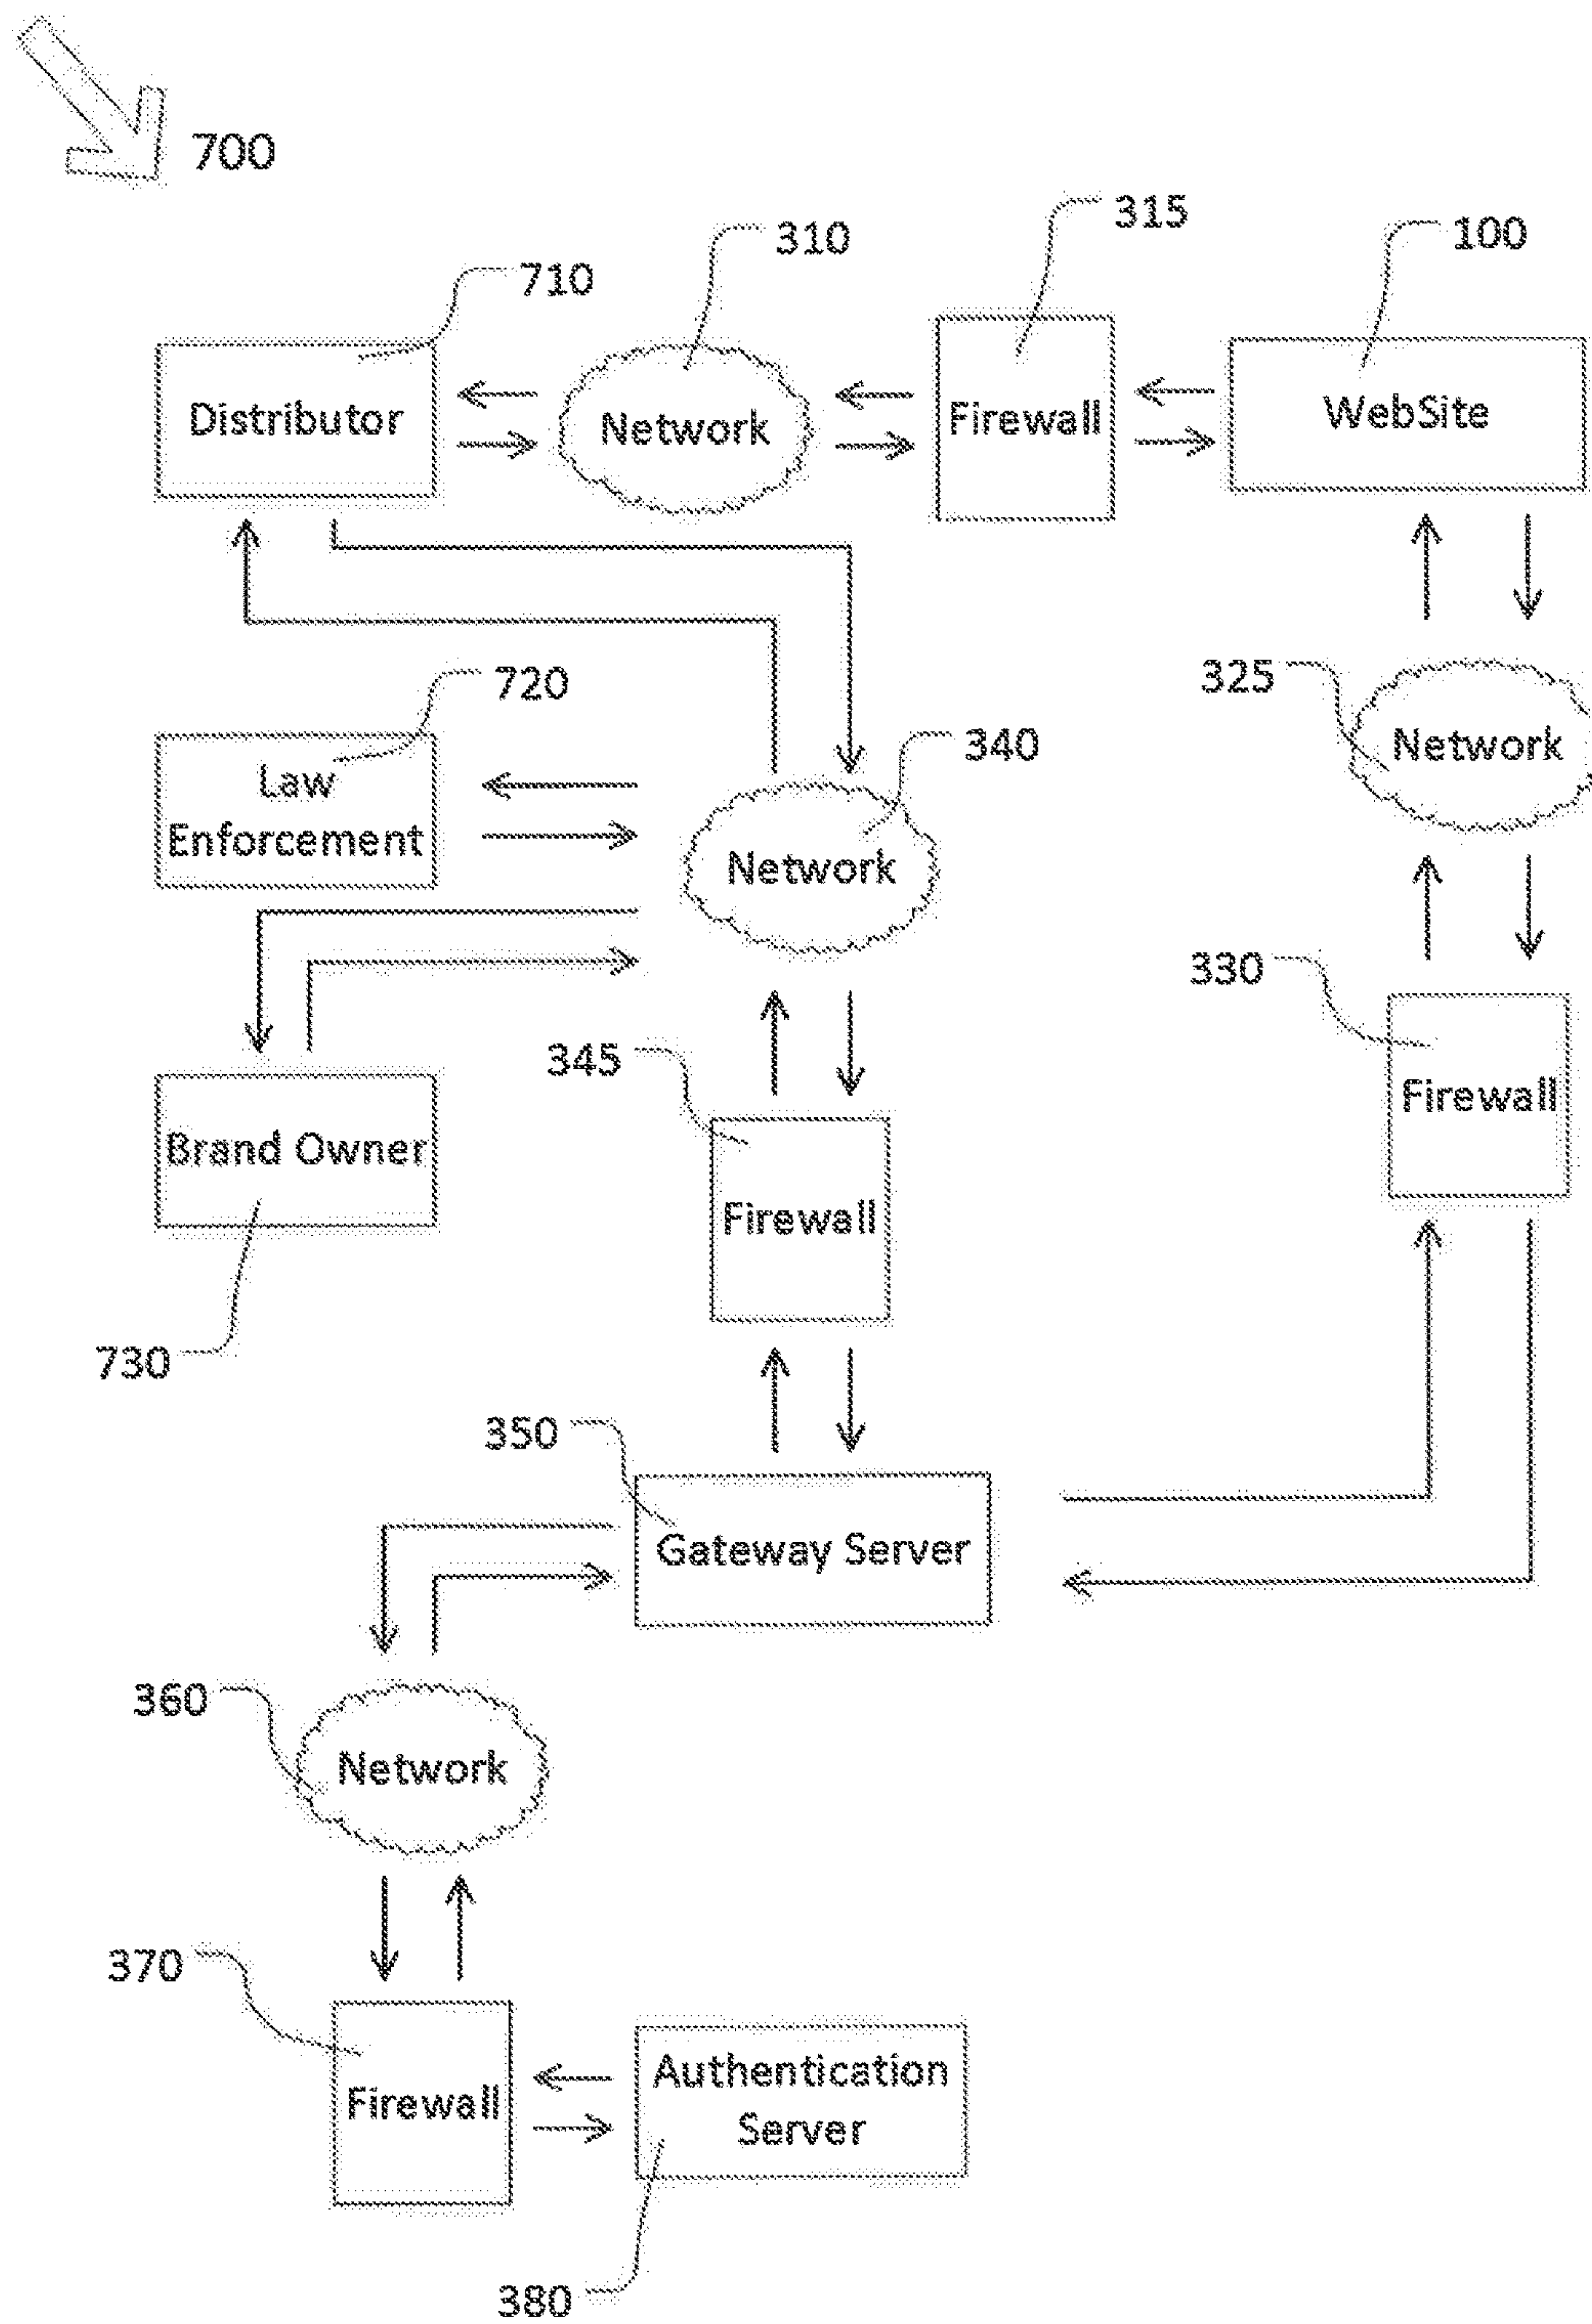 700
315
100
310
710
Distributor
Network
Firewall
WebSite
720
325
340
Law
Enforcement
Network
Network
330
345
Firewall
Brand Owner
Firewall
730
350
Gateway Server
360
Network
370
Firewall
Authentication
Server
380